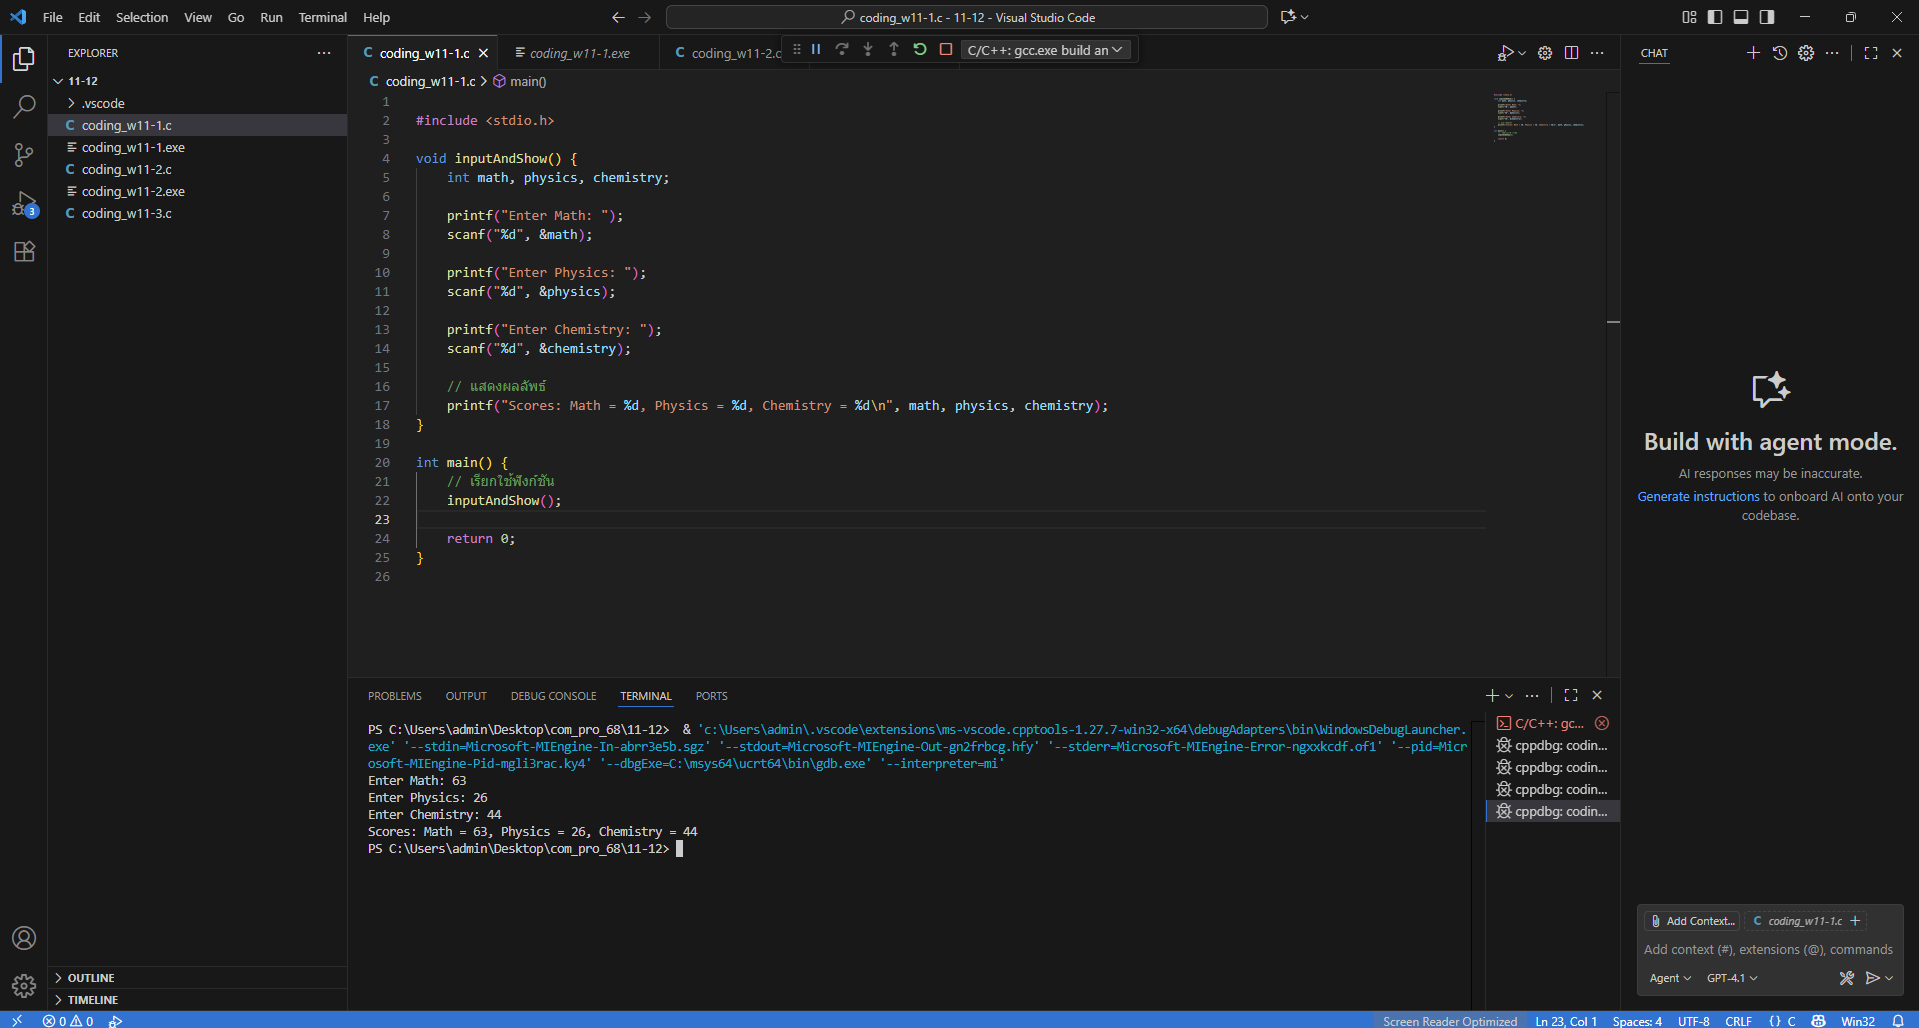 File Edit Selection View Go Run Terminal Help
coding_w11-1.c - 11-12 - Visual Studio Code
EXPLORER
11-12
.vscode
C coding_w11-1.c
coding_w11-1.exe
C coding_w11-2.c
coding_w11-2.exe
C coding_w11-3.c
3
OUTLINE
TIMELINE
C coding_w11-1.c
coding_w11-1.exe
C coding_w11-2.c
C/C++: gcc.exe build an
C coding_w11-1.c > main()
1
2 #include <stdio.h>
3
4 void inputAndShow() {
5 int math, physics, chemistry;
6
7 printf("Enter Math: ");
8 scanf("%d", &math);
9
10 printf("Enter Physics: ");
11 scanf("%d", &physics);
12
13 printf("Enter Chemistry: ");
14 scanf("%d", &chemistry);
15
16 // แสดงผลลัพธ์
17 printf("Scores: Math = %d, Physics = %d, Chemistry = %d\n", math, physics, chemistry);
18 }
19
20 int main() {
21 // เรียกใช้ฟังก์ชัน
22 inputAndShow();
23
24 return 0;
25 }
26
PROBLEMS OUTPUT DEBUG CONSOLE TERMINAL PORTS
PS C:\Users\admin\Desktop\com_pro_68\11-12> & 'c:\Users\admin\.vscode\extensions\ms-vscode.cpptools-1.27.7-win32-x64\debugAdapters\bin\WindowsDebugLauncher.
exe' '--stdin=Microsoft-MIEngine-In-abrr3e5b.sgz' '--stdout=Microsoft-MIEngine-Out-gn2frbcg.hfy' '--stderr=Microsoft-MIEngine-Error-ngxxkcdf.of1' '--pid=Micr
osoft-MIEngine-Pid-mgli3rac.ky4' '--dbgExe=C:\msys64\ucrt64\bin\gdb.exe' '--interpreter=mi'
Enter Math: 63
Enter Physics: 26
Enter Chemistry: 44
Scores: Math = 63, Physics = 26, Chemistry = 44
PS C:\Users\admin\Desktop\com_pro_68\11-12>
C/C++: gc...
cppdbg: codin...
cppdbg: codin...
cppdbg: codin...
cppdbg: codin...
CHAT
Build with agent mode.
AI responses may be inaccurate.
Generate instructions to onboard AI onto your
codebase.
Add Context... C coding_w11-1.c +
Add context (#), extensions (@), commands
Agent GPT-4.1
0 0
Screen Reader Optimized Ln 23, Col 1 Spaces: 4 UTF-8 CRLF {} C Win32